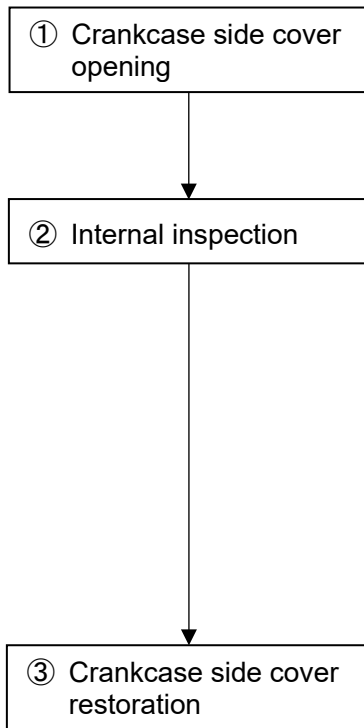 ① Crankcase side cover
opening
② Internal inspection
③ Crankcase side cover
restoration